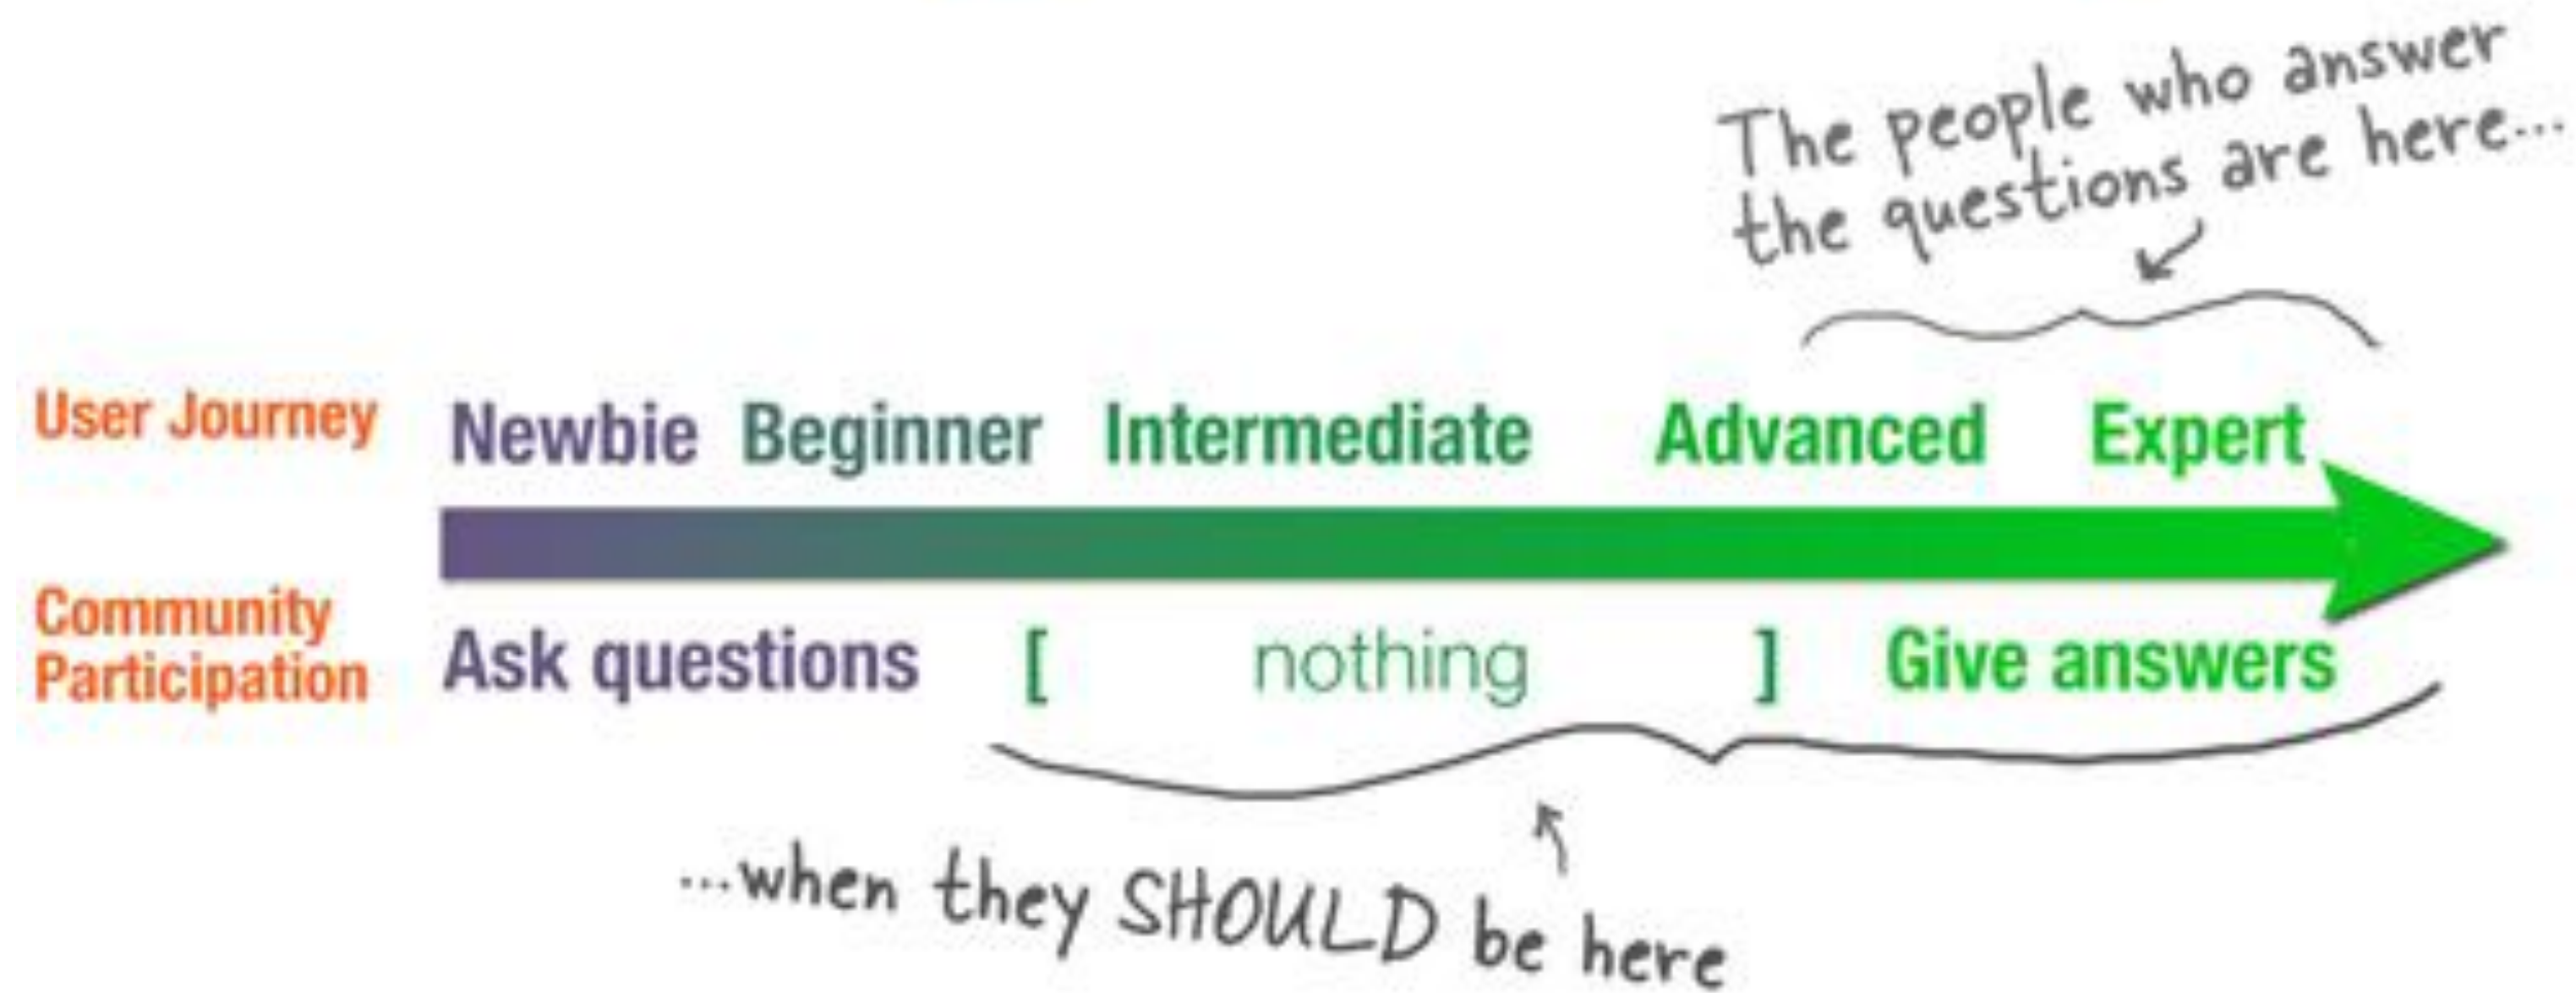 The people who answer
the questions are here...
User Journey Newbie Beginner Intermediate Advanced Expert
Community
Participation
Ask questions [ nothing ] Give answers
...when they SHOULD be here